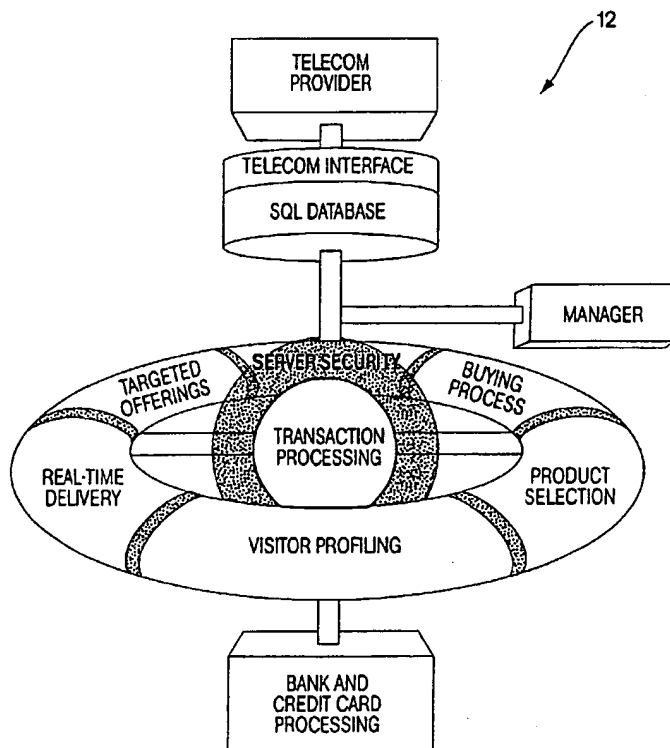 12
TELECOM
PROVIDER
TELECOM INTERFACE
SQL DATABASE
MANAGER
SERVER SECURITY
TARGETED
OFFERINGS
BUYING
PROCESS
TRANSACTION
PROCESSING
REAL-TIME
DELIVERY
PRODUCT
SELECTION
VISITOR PROFILING
BANK AND
CREDIT CARD
PROCESSING